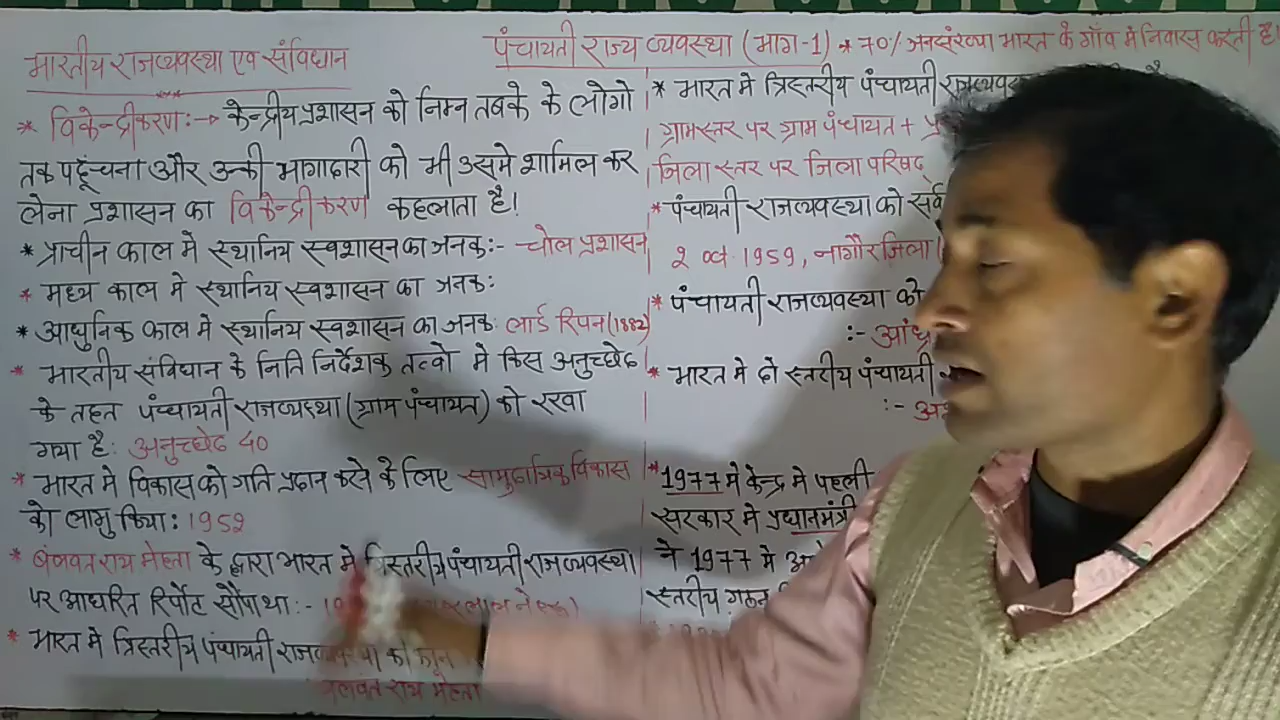 भारतीय राजव्यवस्था एवं संविधान
पंचायती राज्य व्यवस्था (भाग-1) * 70% जनसंख्या भारत के गाँव में निवास करती है।
* विकेन्द्रीकरण:→ केन्द्रीय प्रशासन को निम्न तबके के लोगो
तक पहूंचना और उन्की भागादारी को भी उसमे शामिल कर
लेना प्रशासन का विकेन्द्रीकरण कहलाता है।
* प्राचीन काल मे स्थानिय स्वशासन का जनक:- चोल प्रशासन
* मध्य काल मे स्थानिय स्वशासन का जनक:
* आधुनिक काल मे स्थानिय स्वशासन का जनक: लार्ड रिपन (1882)
* भारतीय संविधान के निति निर्देशक तत्वो मे किस अनुच्छेद
के तहत पंच्चायती राजव्यवस्था (ग्राम पंचायत) को रखा
गया है: अनुच्छेद 40
* भारत मे विकास को गति प्रदान करने के लिए सामुदायिक विकास
को लागु किया: 1952
* बलवत राय मेहता के द्वारा भारत मे त्रिस्तरीय पंचायती राजव्यवस्था
पर आधारित रिर्पोट सौंपा था:-
* भारत मे त्रिस्तरीय पंचायती
बलवंत राय मेहता
* भारत मे त्रिस्तरीय पंचायती
ग्रामस्तर पर ग्राम पंचायत +
जिला स्तर पर जिला परिषद
* पंचायती राजव्यवस्था को
2 oct 1959, नागौर जिला
* पंचायती राजव्यवस्था को
:-
* भारत मे दो स्तरीय पंचायती
:-
* 1977 मे केन्द्र मे पहली
सरकार मे प्रधानमंत्री
ने 1977 मे
स्तरीय गठन